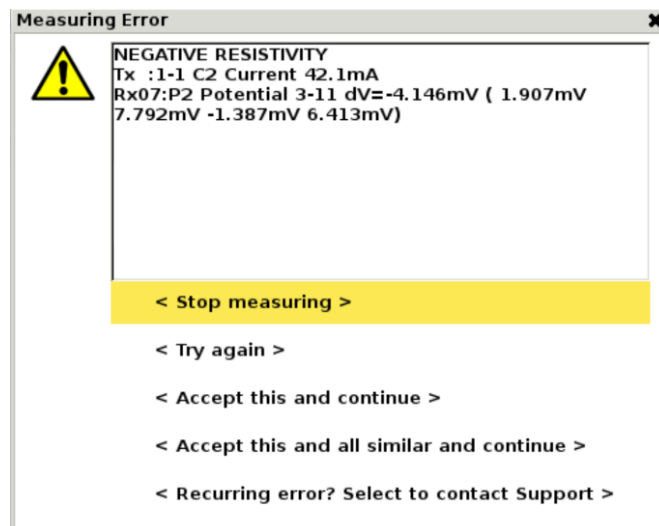 Measuring Error
NEGATIVE RESISTIVITY
Tx :1-1 C2 Current 42.1mA
Rx07:P2 Potential 3-11 dV=-4.146mV ( 1.907mV
7.792mV -1.387mV 6.413mV)
< Stop measuring >
< Try again >
< Accept this and continue >
< Accept this and all similar and continue >
< Recurring error? Select to contact Support >